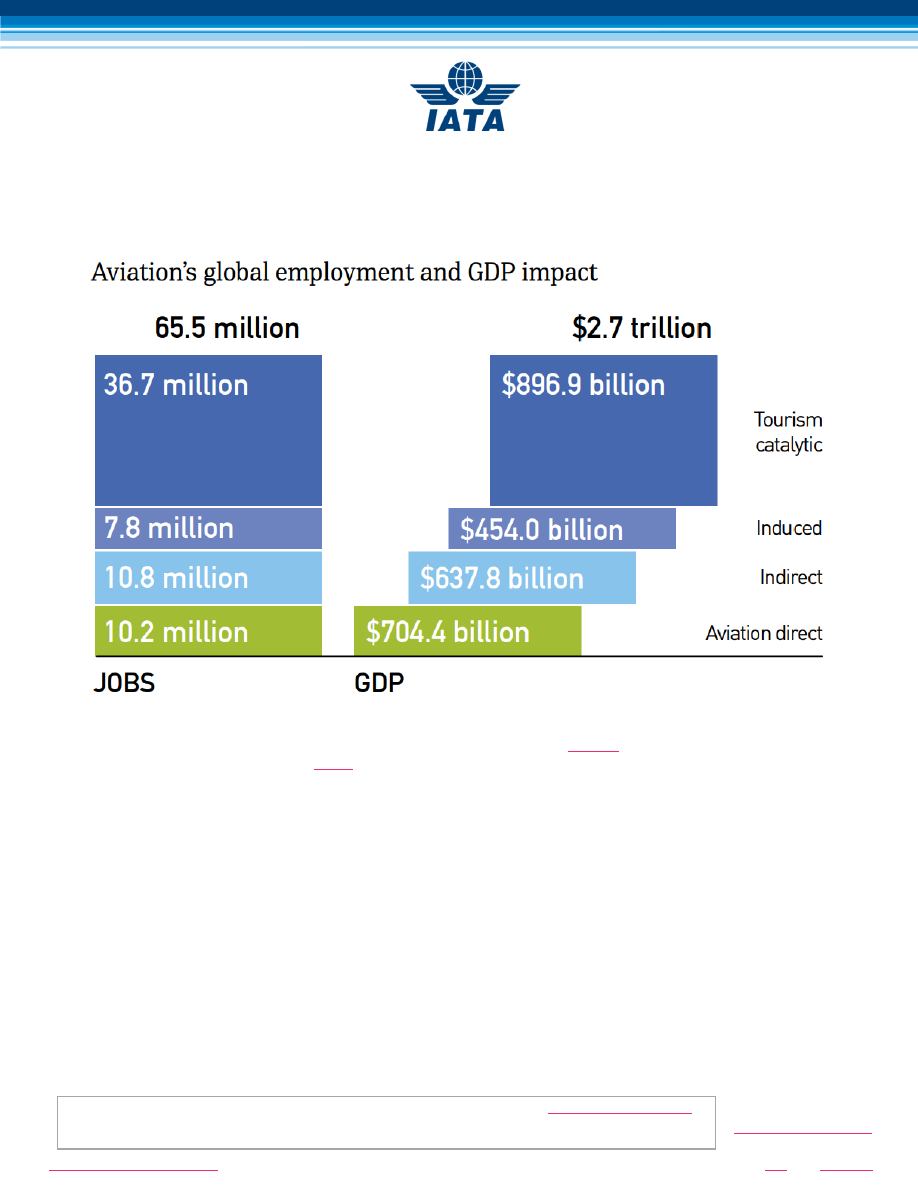 IATA
Aviation's global employment and GDP impact
65.5 million
$2.7 trillion
36.7 million
$896.9 billion
Tourism
catalytic
7.8 million
$454.0 billion
Induced
10.8 million
$637.8 billion
Indirect
10.2 million
$704.4 billion
Aviation direct
JOBS
GDP